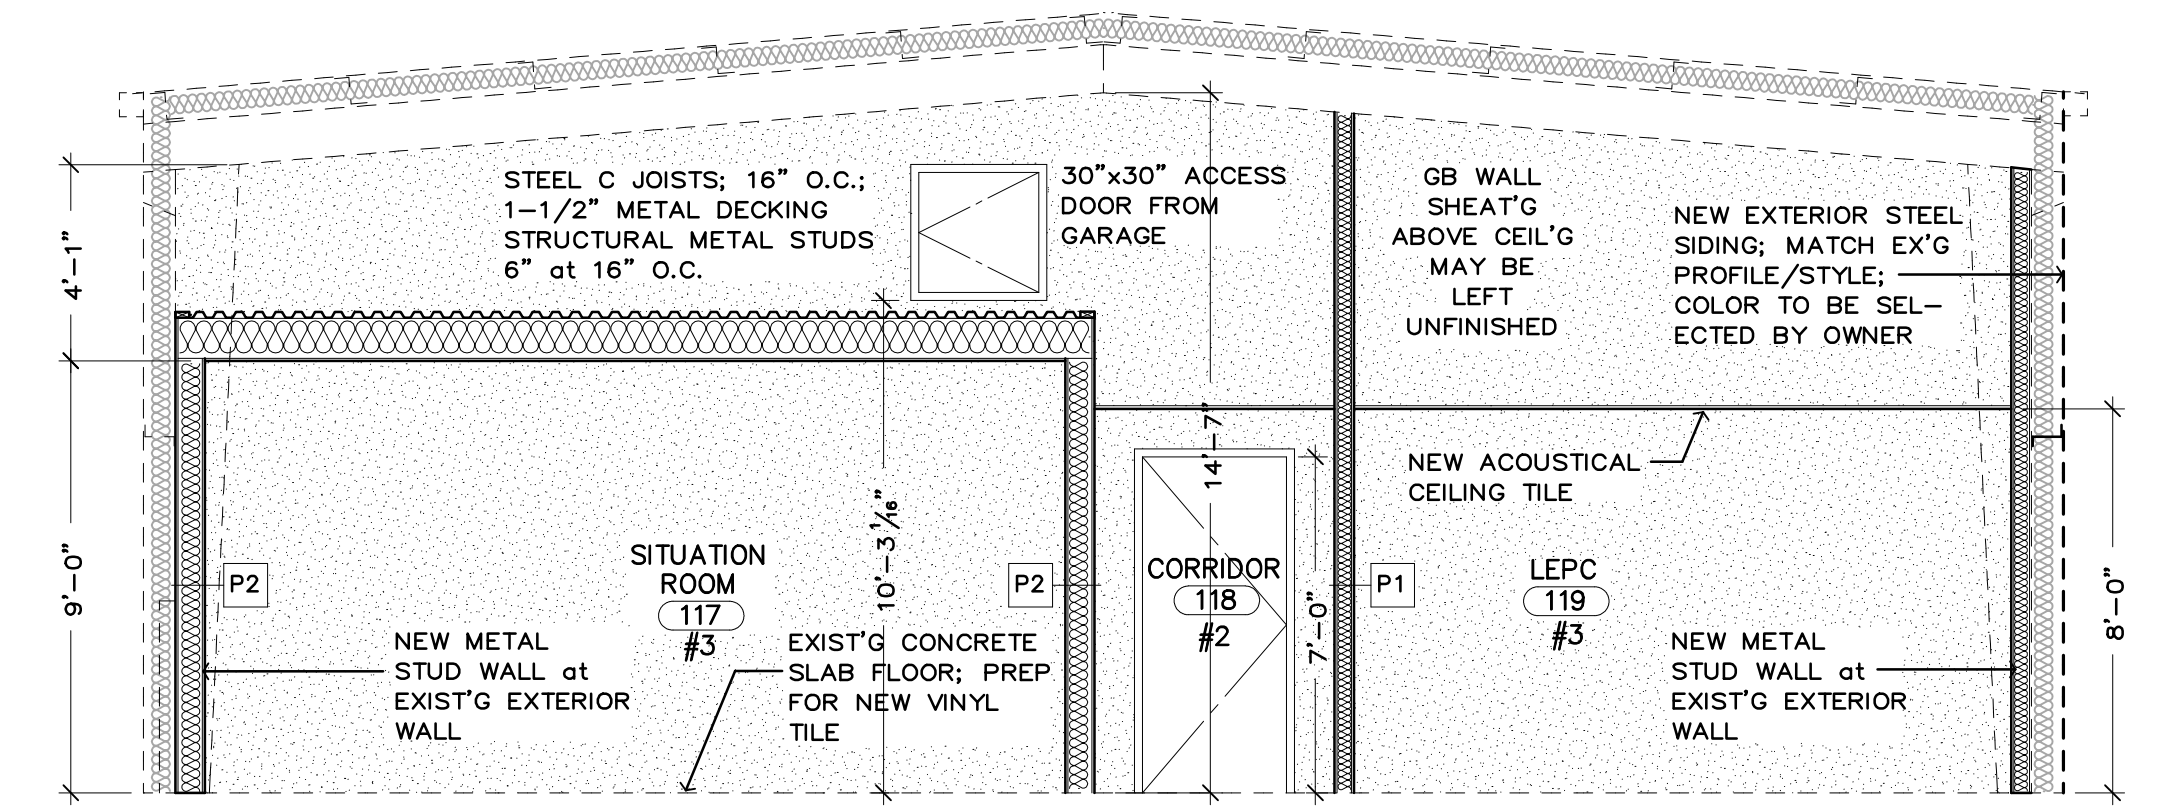 STEEL C JOISTS; 16” O.C.;
1-1/2” METAL DECKING
STRUCTURAL METAL STUDS
6” at 16” O.C.
30”x30” ACCESS
DOOR FROM
GARAGE
GB WALL
SHEAT’G
ABOVE CEIL’G
MAY BE
LEFT
UNFINISHED
NEW EXTERIOR STEEL
SIDING; MATCH EX’G
PROFILE/STYLE;
COLOR TO BE SEL-
ECTED BY OWNER
4’-1”
14’-7”
NEW ACOUSTICAL
CEILING TILE
9’-0”
P2
SITUATION
ROOM
117
#3
10’-3 1/16”
P2
CORRIDOR
118
#2
7’-0”
P1
LEPC
119
#3
8’-0”
NEW METAL
STUD WALL at
EXIST’G EXTERIOR
WALL
EXIST’G CONCRETE
SLAB FLOOR; PREP
FOR NEW VINYL
TILE
NEW METAL
STUD WALL at
EXIST’G EXTERIOR
WALL